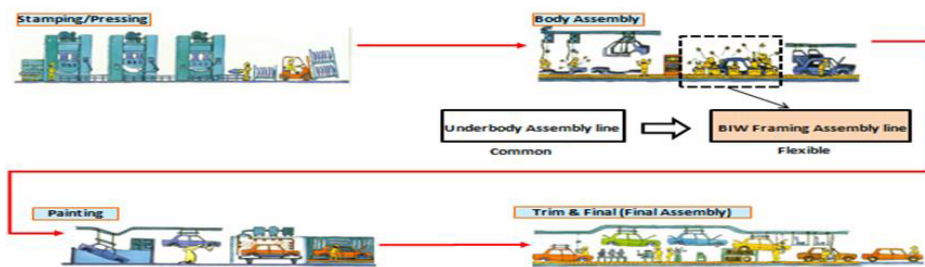 Stamping/Pressing
Body Assembly
Underbody Assembly line
BIW Framing Assembly line
Common
Flexible
Painting
Trim & Final (Final Assembly)